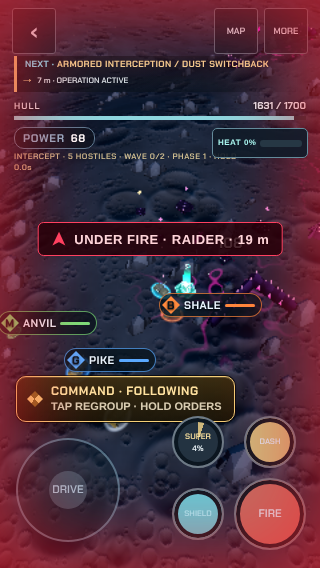 ‹
MAP
MORE
NEXT · ARMORED INTERCEPTION / DUST SWITCHBACK
→ 7 m · OPERATION ACTIVE
HULL
1631 / 1700
POWER 68
HEAT 0%
INTERCEPT · 5 HOSTILES · WAVE 0/2 · PHASE 1 ·
0.0s
UNDER FIRE · RAIDER · 19 m
B SHALE
M ANVIL
G PIKE
COMMAND · FOLLOWING
TAP REGROUP · HOLD ORDERS
SUPER
4%
DASH
DRIVE
SHIELD
FIRE